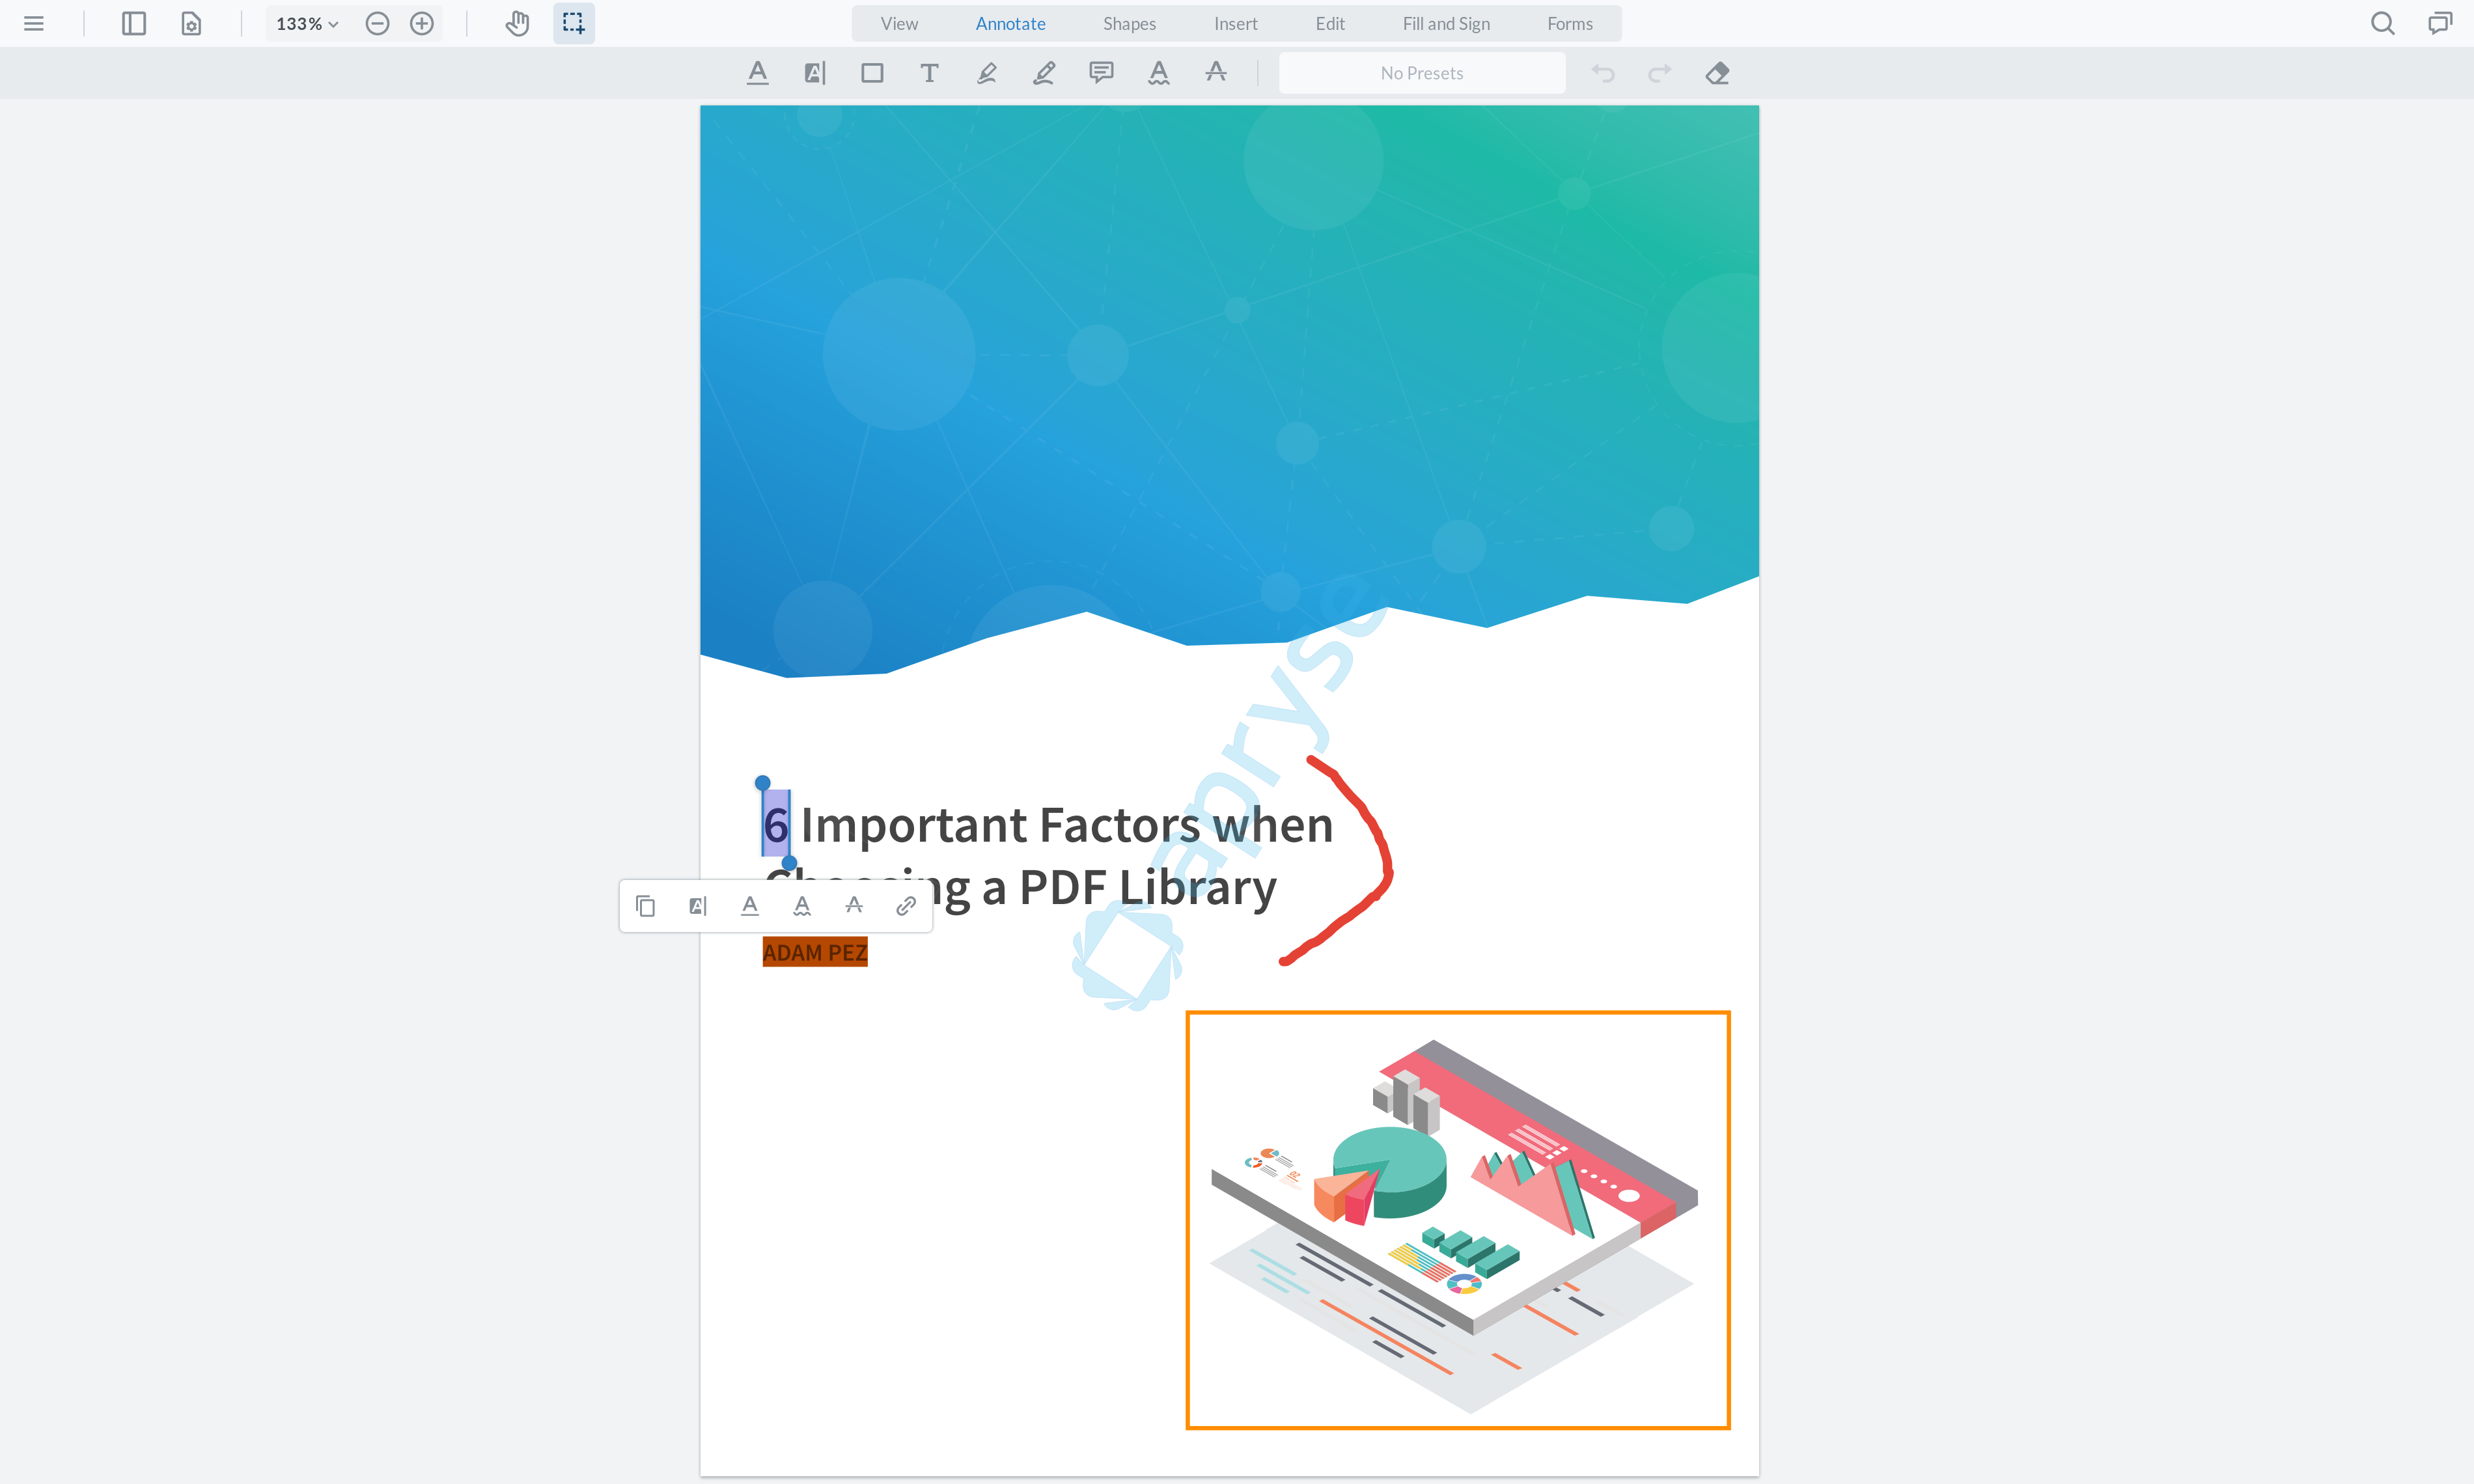 133%
View Annotate Shapes Insert Edit Fill and Sign Forms
No Presets
apryse
6 Important Factors when
ng a PDF Library
ADAM PEZ